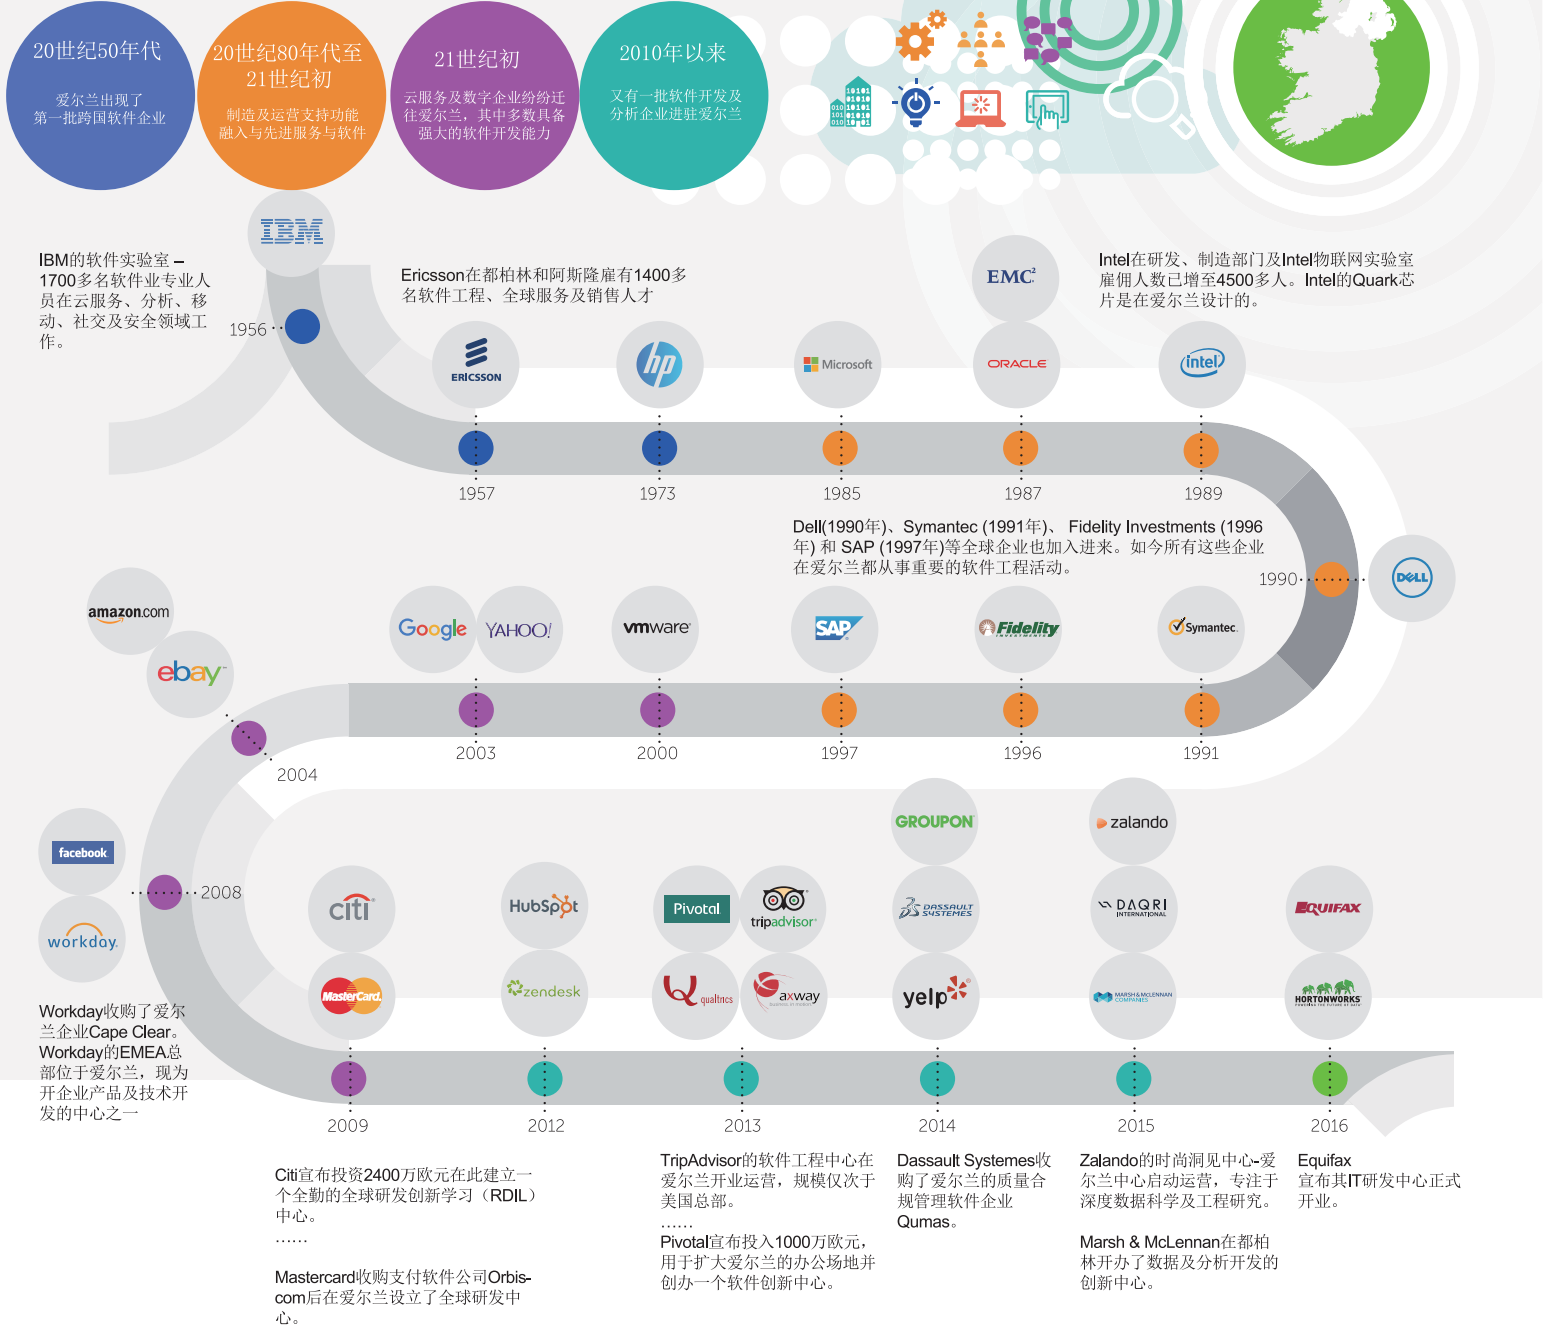 20世纪50年代
爱尔兰出现了
第一批跨国软件企业
20世纪80年代至
21世纪初
制造及运营支持功能
融入与先进服务与软件
21世纪初
云服务及数字企业纷纷迁
往爱尔兰，其中多数具备
强大的软件开发能力
2010年以来
又有一批软件开发及
分析企业进驻爱尔兰
IBM
IBM的软件实验室 –
1700多名软件业专业人
员在云服务、分析、移
动、社交及安全领域工
作。
1956
Ericsson在都柏林和阿斯隆雇有1400多
名软件工程、全球服务及销售人才
ERICSSON
hp
Microsoft
EMC²
ORACLE
Intel在研发、制造部门及Intel物联网实验室
雇佣人数已增至4500多人。Intel的Quark芯
片是在爱尔兰设计的。
intel
1957
1973
1985
1987
1989
Dell(1990年)、Symantec (1991年)、 Fidelity Investments (1996
年) 和 SAP (1997年)等全球企业也加入进来。如今所有这些企业
在爱尔兰都从事重要的软件工程活动。
1990
DELL
amazon.com
ebay™
Google
YAHOO!
vmware
SAP
Fidelity
INVESTMENTS
Symantec.
2004
2003
2000
1997
1996
1991
facebook
workday.
2008
Workday收购了爱尔
兰企业Cape Clear。
Workday的EMEA总
部位于爱尔兰，现为
开企业产品及技术开
发的中心之一
citi
MasterCard.
HubSpot
zendesk
Pivotal
tripadvisor
qualtrics
axway
GROUPON
DASSAULT
SYSTEMES
yelp
zalando
DAQRI
INTERNATIONAL
MARSH & McLENNAN
COMPANIES
EQUIFAX
HORTONWORKS
2009
2012
2013
2014
2015
2016
Citi宣布投资2400万欧元在此建立一
个全勤的全球研发创新学习（RDIL）
中心。
……
Mastercard收购支付软件公司Orbis-
com后在爱尔兰设立了全球研发中
心。
TripAdvisor的软件工程中心在
爱尔兰开业运营，规模仅次于
美国总部。
……
Pivotal宣布投入1000万欧元，
用于扩大爱尔兰的办公场地并
创办一个软件创新中心。
Dassault Systemes收
购了爱尔兰的质量合
规管理软件企业
Qumas。
Zalando的时尚洞见中心-爱
尔兰中心启动运营，专注于
深度数据科学及工程研究。
Marsh & McLennan在都柏
林开办了数据及分析开发的
创新中心。
Equifax
宣布其IT研发中心正式
开业。